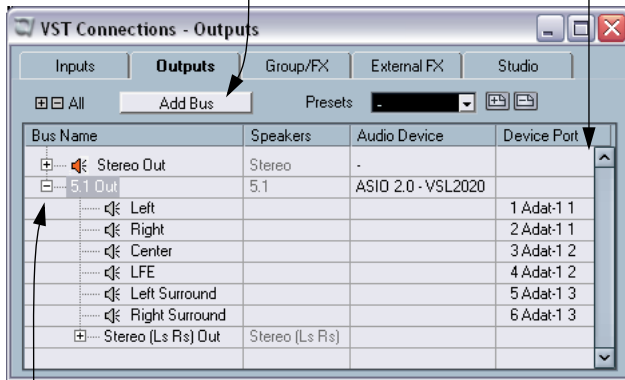 VST Connections - Outputs
Inputs Outputs Group/FX External FX Studio
All Add Bus Presets -
Bus Name Speakers Audio Device Device Port
Stereo Out Stereo -
5.1 Out 5.1 ASIO 2.0 - VSL2020
Left 1 Adat-1 1
Right 2 Adat-1 1
Center 3 Adat-1 2
LFE 4 Adat-1 2
Left Surround 5 Adat-1 3
Right Surround 6 Adat-1 3
Stereo (Ls Rs) Out Stereo (Ls Rs)